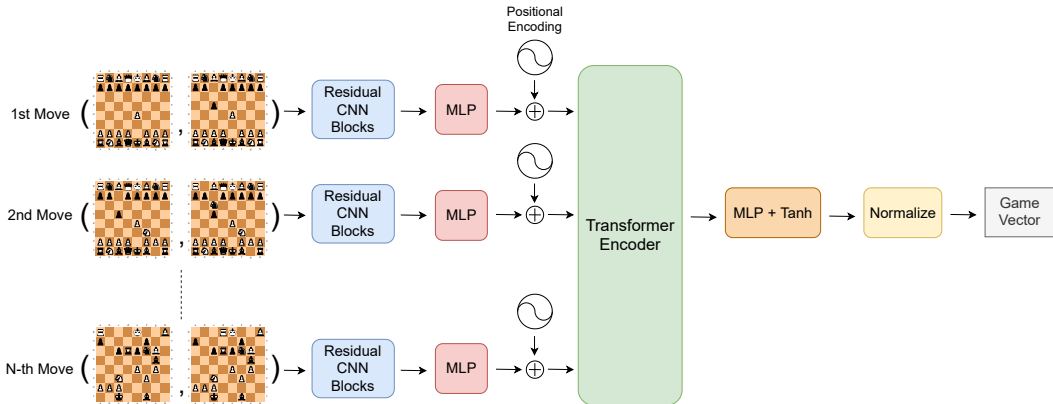 Positional
Encoding
1st Move ( , )
Residual
CNN
Blocks
MLP
2nd Move ( , )
Residual
CNN
Blocks
MLP
Transformer
Encoder
MLP + Tanh
Normalize
Game
Vector
N-th Move ( , )
Residual
CNN
Blocks
MLP